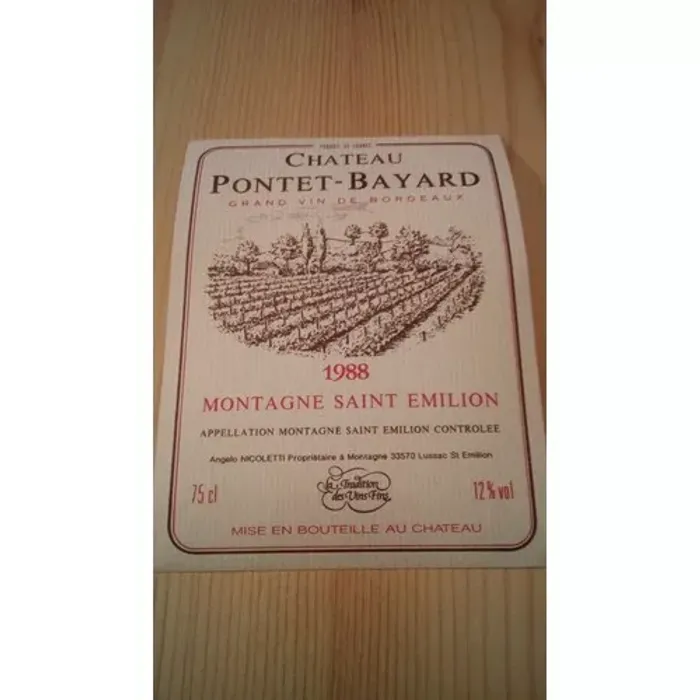 PRODUCT OF FRANCE
CHATEAU
PONTET-BAYARD
GRAND VIN DE BORDEAUX
1988
MONTAGNE SAINT EMILION
APPELLATION MONTAGNE SAINT EMILION CONTROLEE
Angelo NICOLETTI Propriétaire à Montagne 33570 Lussac St Emilion
75 cl
la Tradition
des Vins Fins
12% vol
MISE EN BOUTEILLE AU CHATEAU